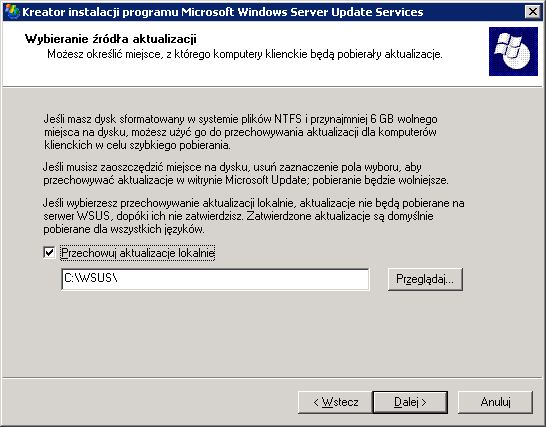 Kreator instalacji programu Microsoft Windows Server Update Services
Wybieranie źródła aktualizacji
Możesz określić miejsce, z którego komputery klienckie będą pobierały aktualizacje.
Jeśli masz dysk sformatowany w systemie plików NTFS i przynajmniej 6 GB wolnego
miejsca na dysku, możesz użyć go do przechowywania aktualizacji dla komputerów
klienckich w celu szybkiego pobierania.
Jeśli musisz zaoszczędzić miejsce na dysku, usuń zaznaczenie pola wyboru, aby
przechowywać aktualizacje w witrynie Microsoft Update; pobieranie będzie wolniejsze.
Jeśli wybierzesz przechowywanie aktualizacji lokalnie, aktualizacje nie będą pobierane na
serwer WSUS, dopóki ich nie zatwierdzisz. Zatwierdzone aktualizacje są domyślnie
pobierane dla wszystkich języków.
Przechowuj aktualizacje lokalnie
C:\WSUS\
Przeglądaj...
< Wstecz
Dalej >
Anuluj